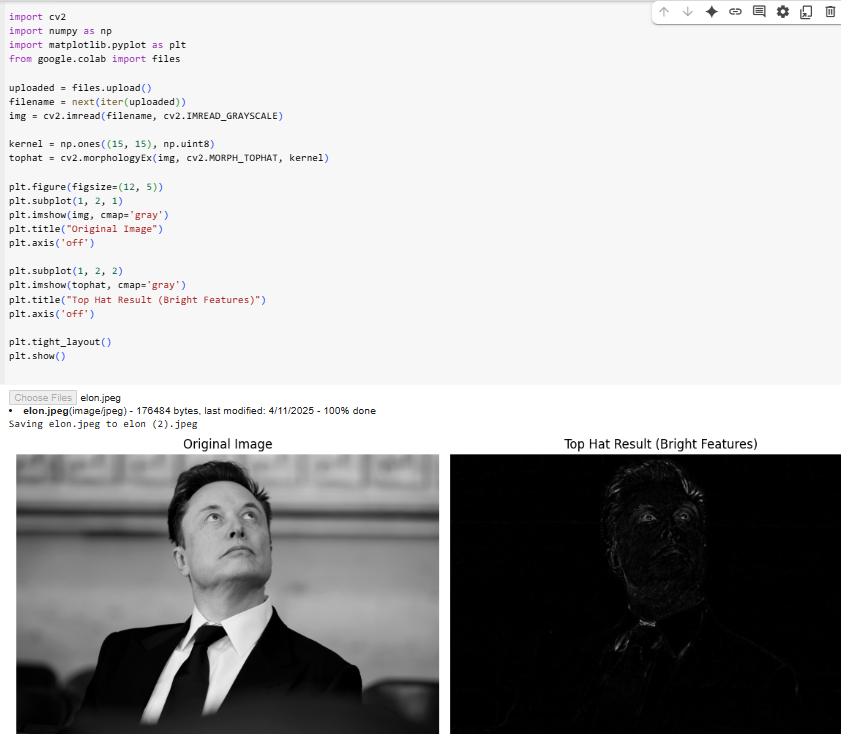 import cv2
import numpy as np
import matplotlib.pyplot as plt
from google.colab import files
uploaded = files.upload()
filename = next(iter(uploaded))
img = cv2.imread(filename, cv2.IMREAD_GRAYSCALE)
kernel = np.ones((15, 15), np.uint8)
tophat = cv2.morphologyEx(img, cv2.MORPH_TOPHAT, kernel)
plt.figure(figsize=(12, 5))
plt.subplot(1, 2, 1)
plt.imshow(img, cmap='gray')
plt.title("Original Image")
plt.axis('off')
plt.subplot(1, 2, 2)
plt.imshow(tophat, cmap='gray')
plt.title("Top Hat Result (Bright Features)")
plt.axis('off')
plt.tight_layout()
plt.show()
Choose Files elon.jpeg
• elon.jpeg(image/jpeg) - 176484 bytes, last modified: 4/11/2025 - 100% done
Saving elon.jpeg to elon (2).jpeg
Original Image
Top Hat Result (Bright Features)